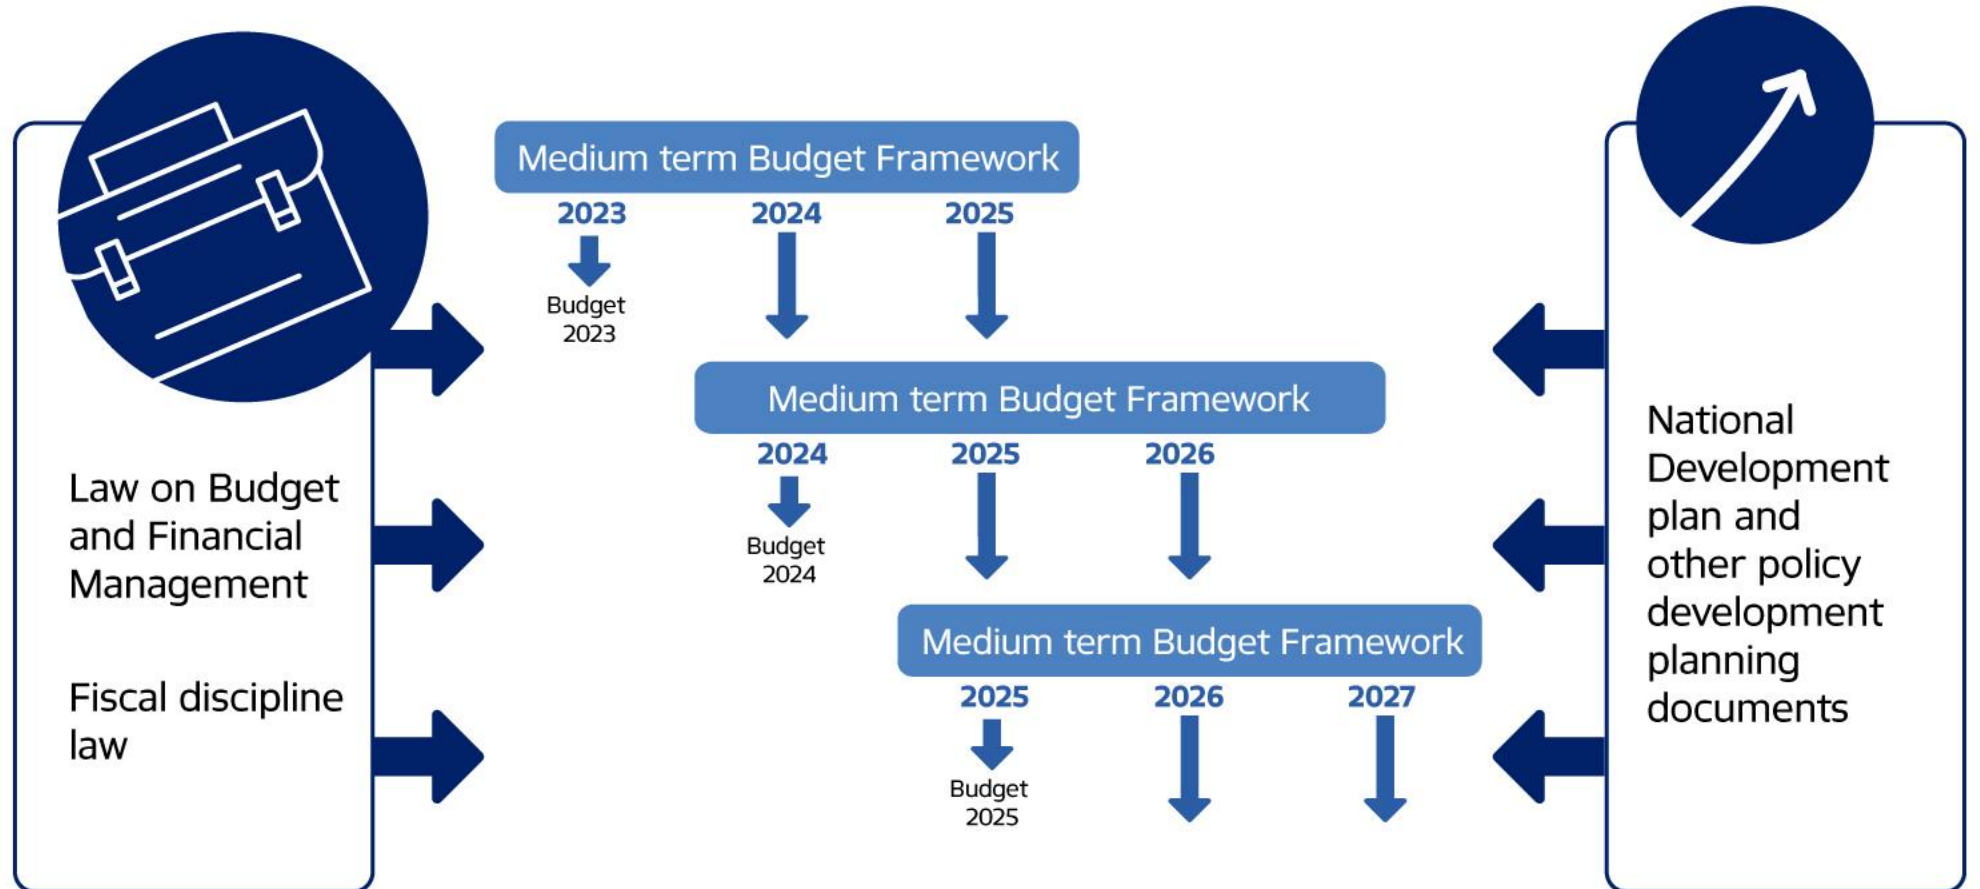 Law on Budget
and Financial
Management
Fiscal discipline
law
Medium term Budget Framework
2023 2024 2025
Budget
2023
Medium term Budget Framework
2024 2025 2026
Budget
2024
Medium term Budget Framework
2025 2026 2027
Budget
2025
National
Development
plan and
other policy
development
planning
documents